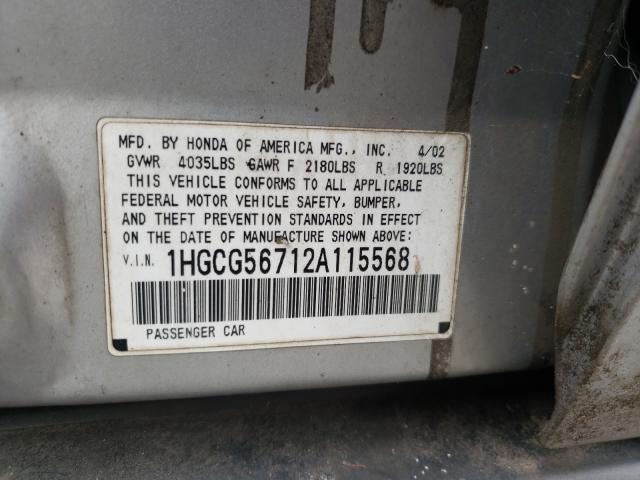 MFD. BY HONDA OF AMERICA MFG., INC. 4/02
GVWR 4035LBS GAWR F 2180LBS R 1920LBS
THIS VEHICLE CONFORMS TO ALL APPLICABLE
FEDERAL MOTOR VEHICLE SAFETY, BUMPER,
AND THEFT PREVENTION STANDARDS IN EFFECT
ON THE DATE OF MANUFACTURE SHOWN ABOVE:
V.I.N. 1HGCG56712A115568
PASSENGER CAR